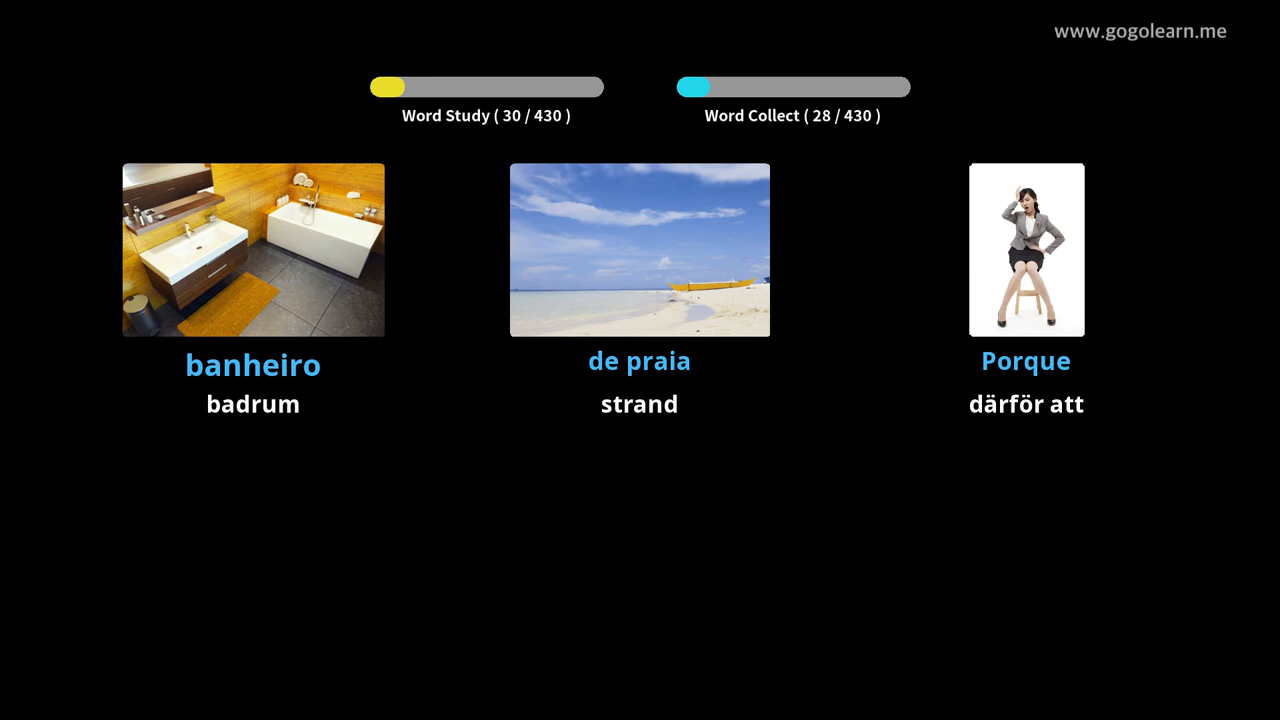 www.gogolearn.me
Word Study ( 30 / 430 )
Word Collect ( 28 / 430 )
banheiro
de praia
Porque
badrum
strand
därför att